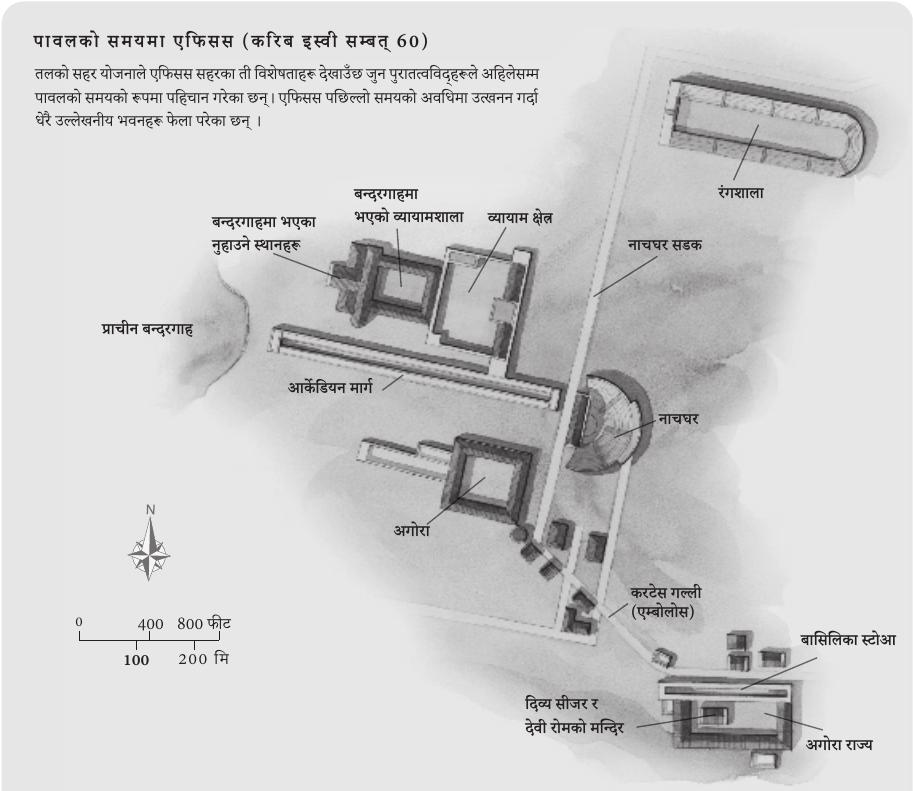 पावलको समयमा एफिसस (करिब इस्वी सम्बत् 60)
तलको सहर योजनाले एफिसस सहरका ती विशेषताहरू देखाउँछ जुन पुरातत्वविद्हरूले अहिलेसम्म
पावलको समयको रूपमा पहिचान गरेका छन्। एफिसस पछिल्लो समयको अवधिमा उत्खनन गर्दा
धेरै उल्लेखनीय भवनहरू फेला परेका छन् ।
रंगशाला
बन्दरगाहमा
भएको व्यायामशाला
व्यायाम क्षेत्र
बन्दरगाहमा भएका
नुहाउने स्थानहरू
नाचघर सडक
प्राचीन बन्दरगाह
आर्केडियन मार्ग
नाचघर
अगोरा
N
करटेस गल्ली
(एम्बोलोस)
0 400 800 फीट
100 200 मि
बासिलिका स्टोआ
दिव्य सीजर र
देवी रोमको मन्दिर
अगोरा राज्य